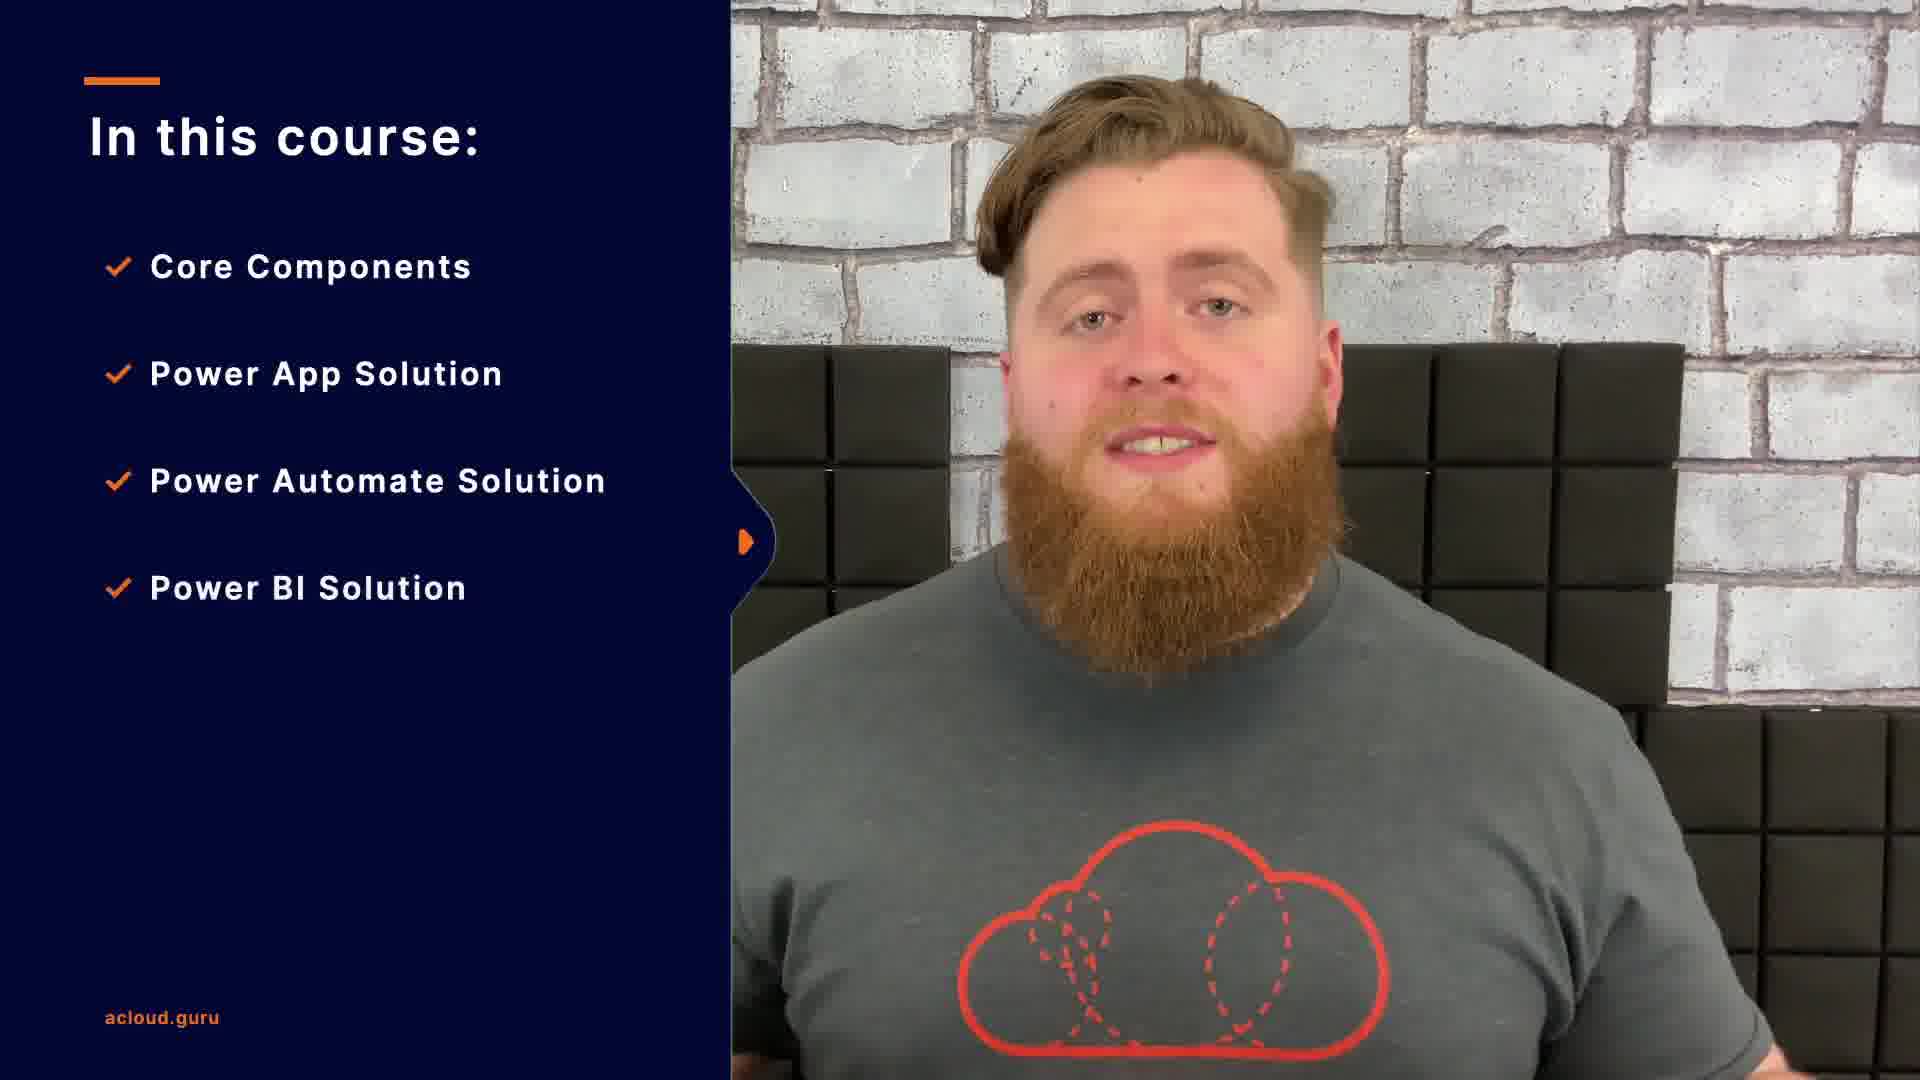 In this course:
Core Components
Power App Solution
Power Automate Solution
Power BI Solution
acloud.guru